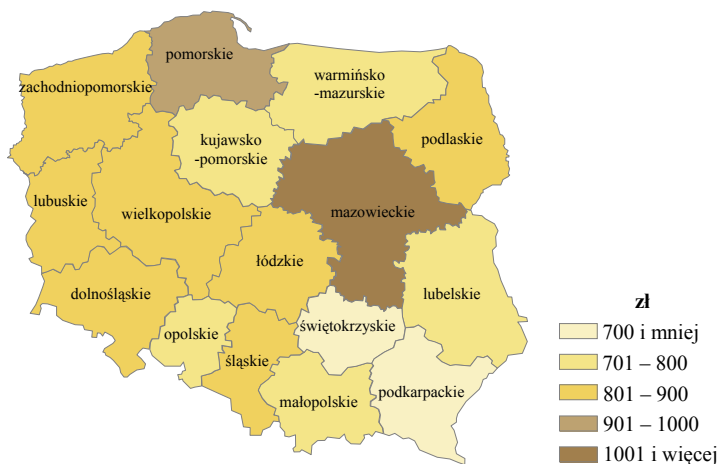 pomorskie
zachodniopomorskie
warmińsko
-mazurskie
podlaskie
kujawsko
-pomorskie
lubuskie
wielkopolskie
mazowieckie
łódzkie
dolnośląskie
lubelskie
opolskie
świętokrzyskie
śląskie
małopolskie
podkarpackie
zł
700 i mniej
701 – 800
801 – 900
901 – 1000
1001 i więcej